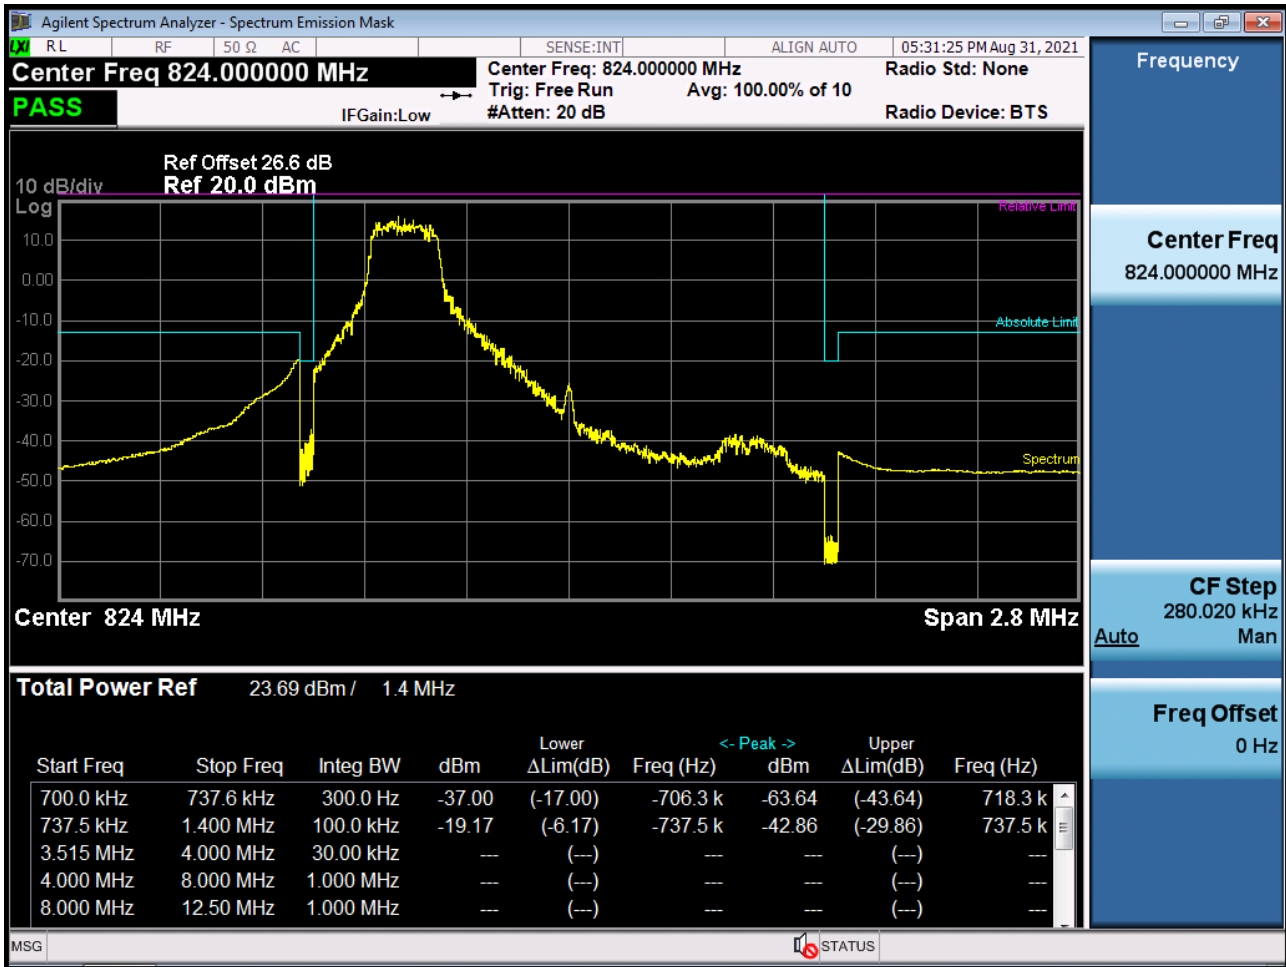 Agilent Spectrum Analyzer - Spectrum Emission Mask
LXI RL RF 50 Ω AC SENSE:INT ALIGN AUTO 05:31:25 PM Aug 31, 2021
Center Freq 824.000000 MHz
Center Freq: 824.000000 MHz
Radio Std: None
Trig: Free Run
Avg: 100.00% of 10
PASS
IFGain:Low
#Atten: 20 dB
Radio Device: BTS
Ref Offset 26.6 dB
10 dB/div
Ref 20.0 dBm
Log
Relative Limit
10.0
0.00
-10.0
Absolute Limit
-20.0
-30.0
-40.0
Spectrum
-50.0
-60.0
-70.0
Center 824 MHz
Span 2.8 MHz
Total Power Ref 23.69 dBm / 1.4 MHz
Lower <- Peak -> Upper
Start Freq Stop Freq Integ BW dBm ΔLim(dB) Freq (Hz) dBm ΔLim(dB) Freq (Hz)
700.0 kHz 737.6 kHz 300.0 Hz -37.00 (-17.00) -706.3 k -63.64 (-43.64) 718.3 k
737.5 kHz 1.400 MHz 100.0 kHz -19.17 (-6.17) -737.5 k -42.86 (-29.86) 737.5 k
3.515 MHz 4.000 MHz 30.00 kHz --- (---) --- --- (---) ---
4.000 MHz 8.000 MHz 1.000 MHz --- (---) --- --- (---) ---
8.000 MHz 12.50 MHz 1.000 MHz --- (---) --- --- (---) ---
MSG
STATUS
Frequency
Center Freq
824.000000 MHz
CF Step
280.020 kHz
Auto Man
Freq Offset
0 Hz